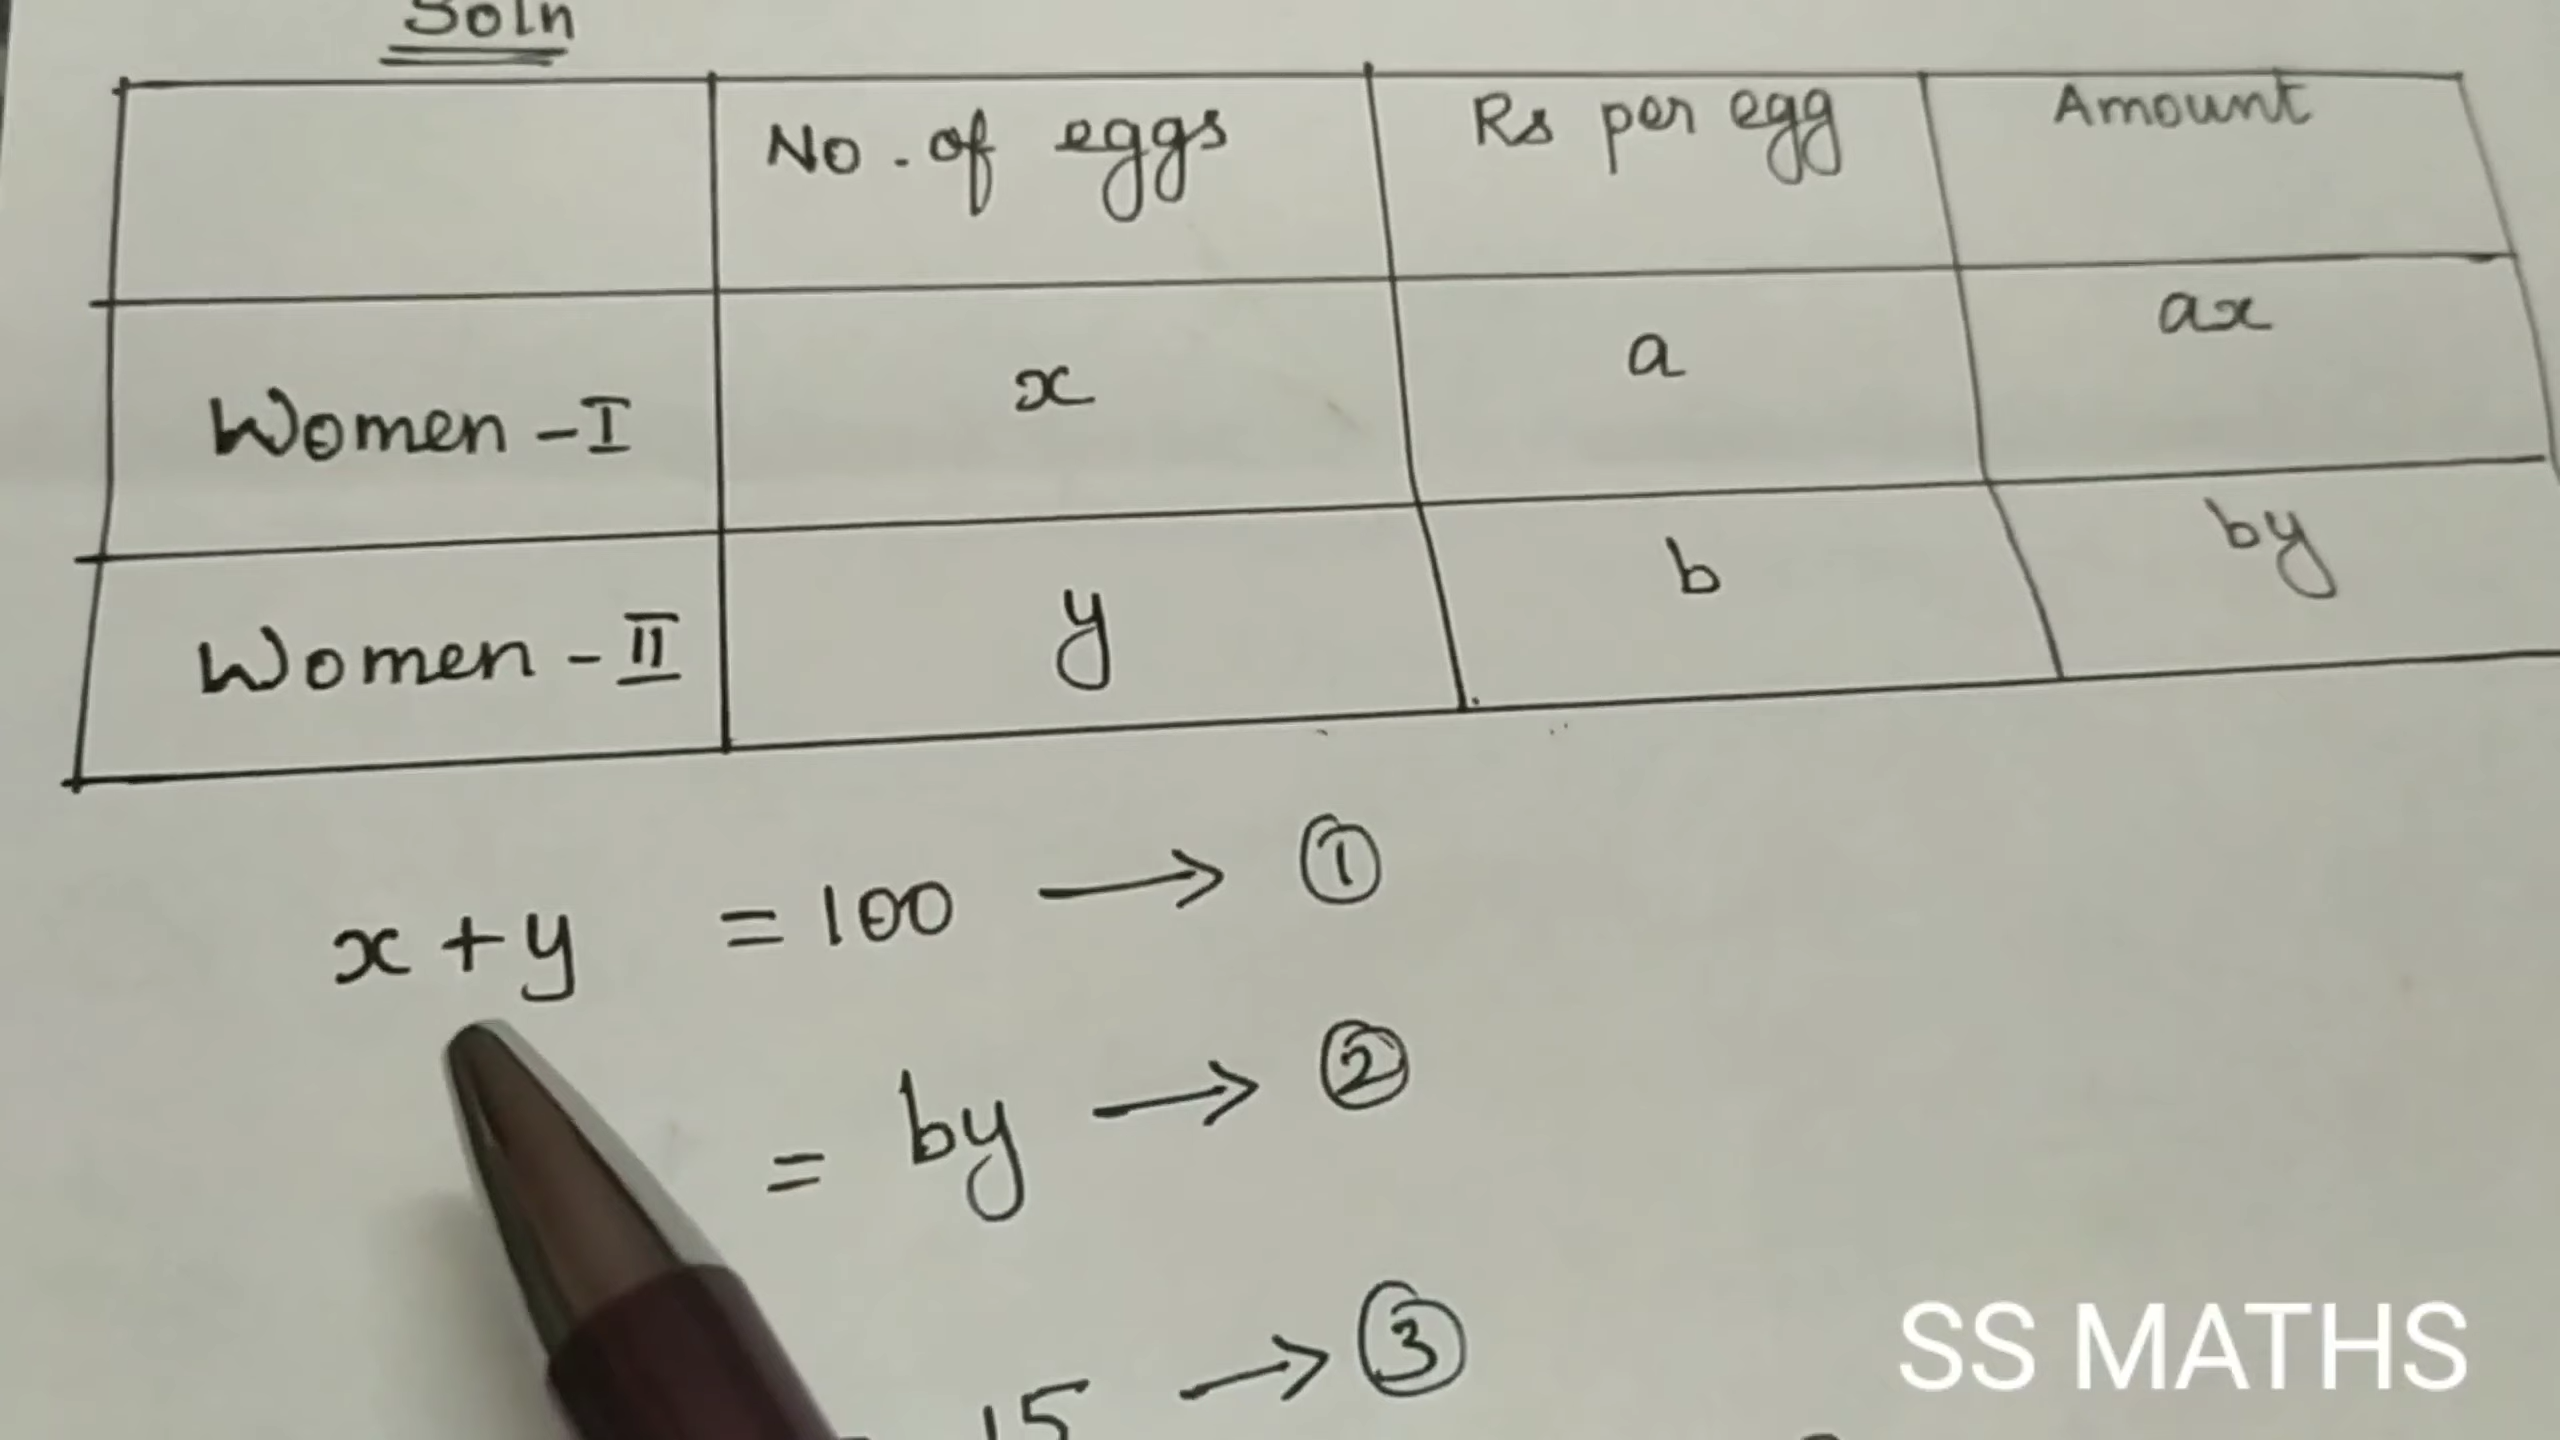 Soln
No. of eggs Rs per egg Amount
Women - I x a ax
Women - II y b by
x + y = 100 → ①
= by → ②
15 → ③
SS MATHS